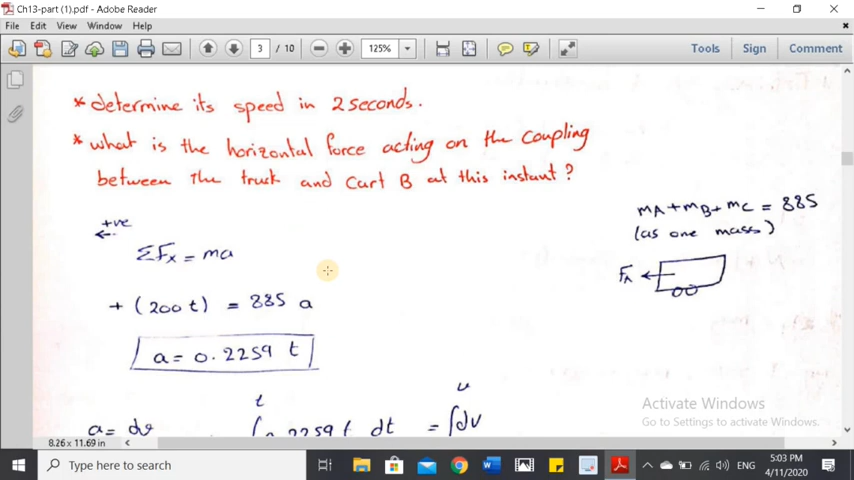 Ch13-part (1).pdf - Adobe Reader
File Edit View Window Help
3 / 10 125% Tools Sign Comment
* determine its speed in 2 seconds.
* what is the horizontal force acting on the coupling
between the truck and Cart B at this instant?
mA+mB+mC = 885
(as one mass)
+ve
←
ΣFx = ma
Fx
+ (200 t) = 885 a
a = 0.2259 t
t v
a = dv ∫ 0.2259 t dt = ∫dv
Activate Windows
Go to Settings to activate Windows.
8.26 x 11.69 in
Type here to search
ENG
5:03 PM
4/11/2020